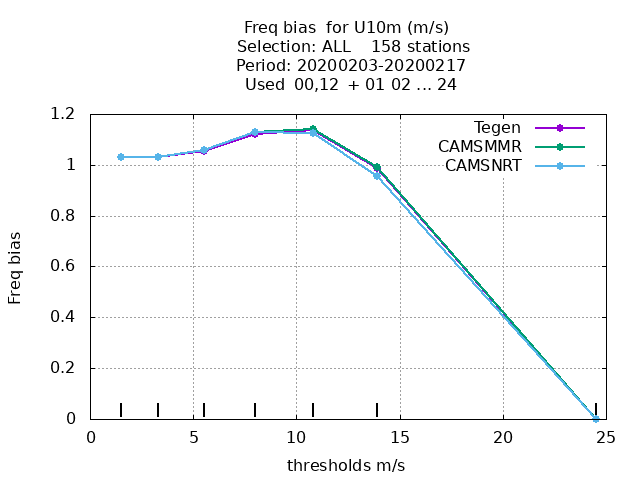 Freq bias  for U10m (m/s)
Selection: ALL    158 stations
Period: 20200203-20200217
Used  00,12  + 01 02 ... 24
Tegen
CAMSMMR
CAMSNRT
Freq bias
1.2
1
0.8
0.6
0.4
0.2
0
0 5 10 15 20 25
thresholds m/s